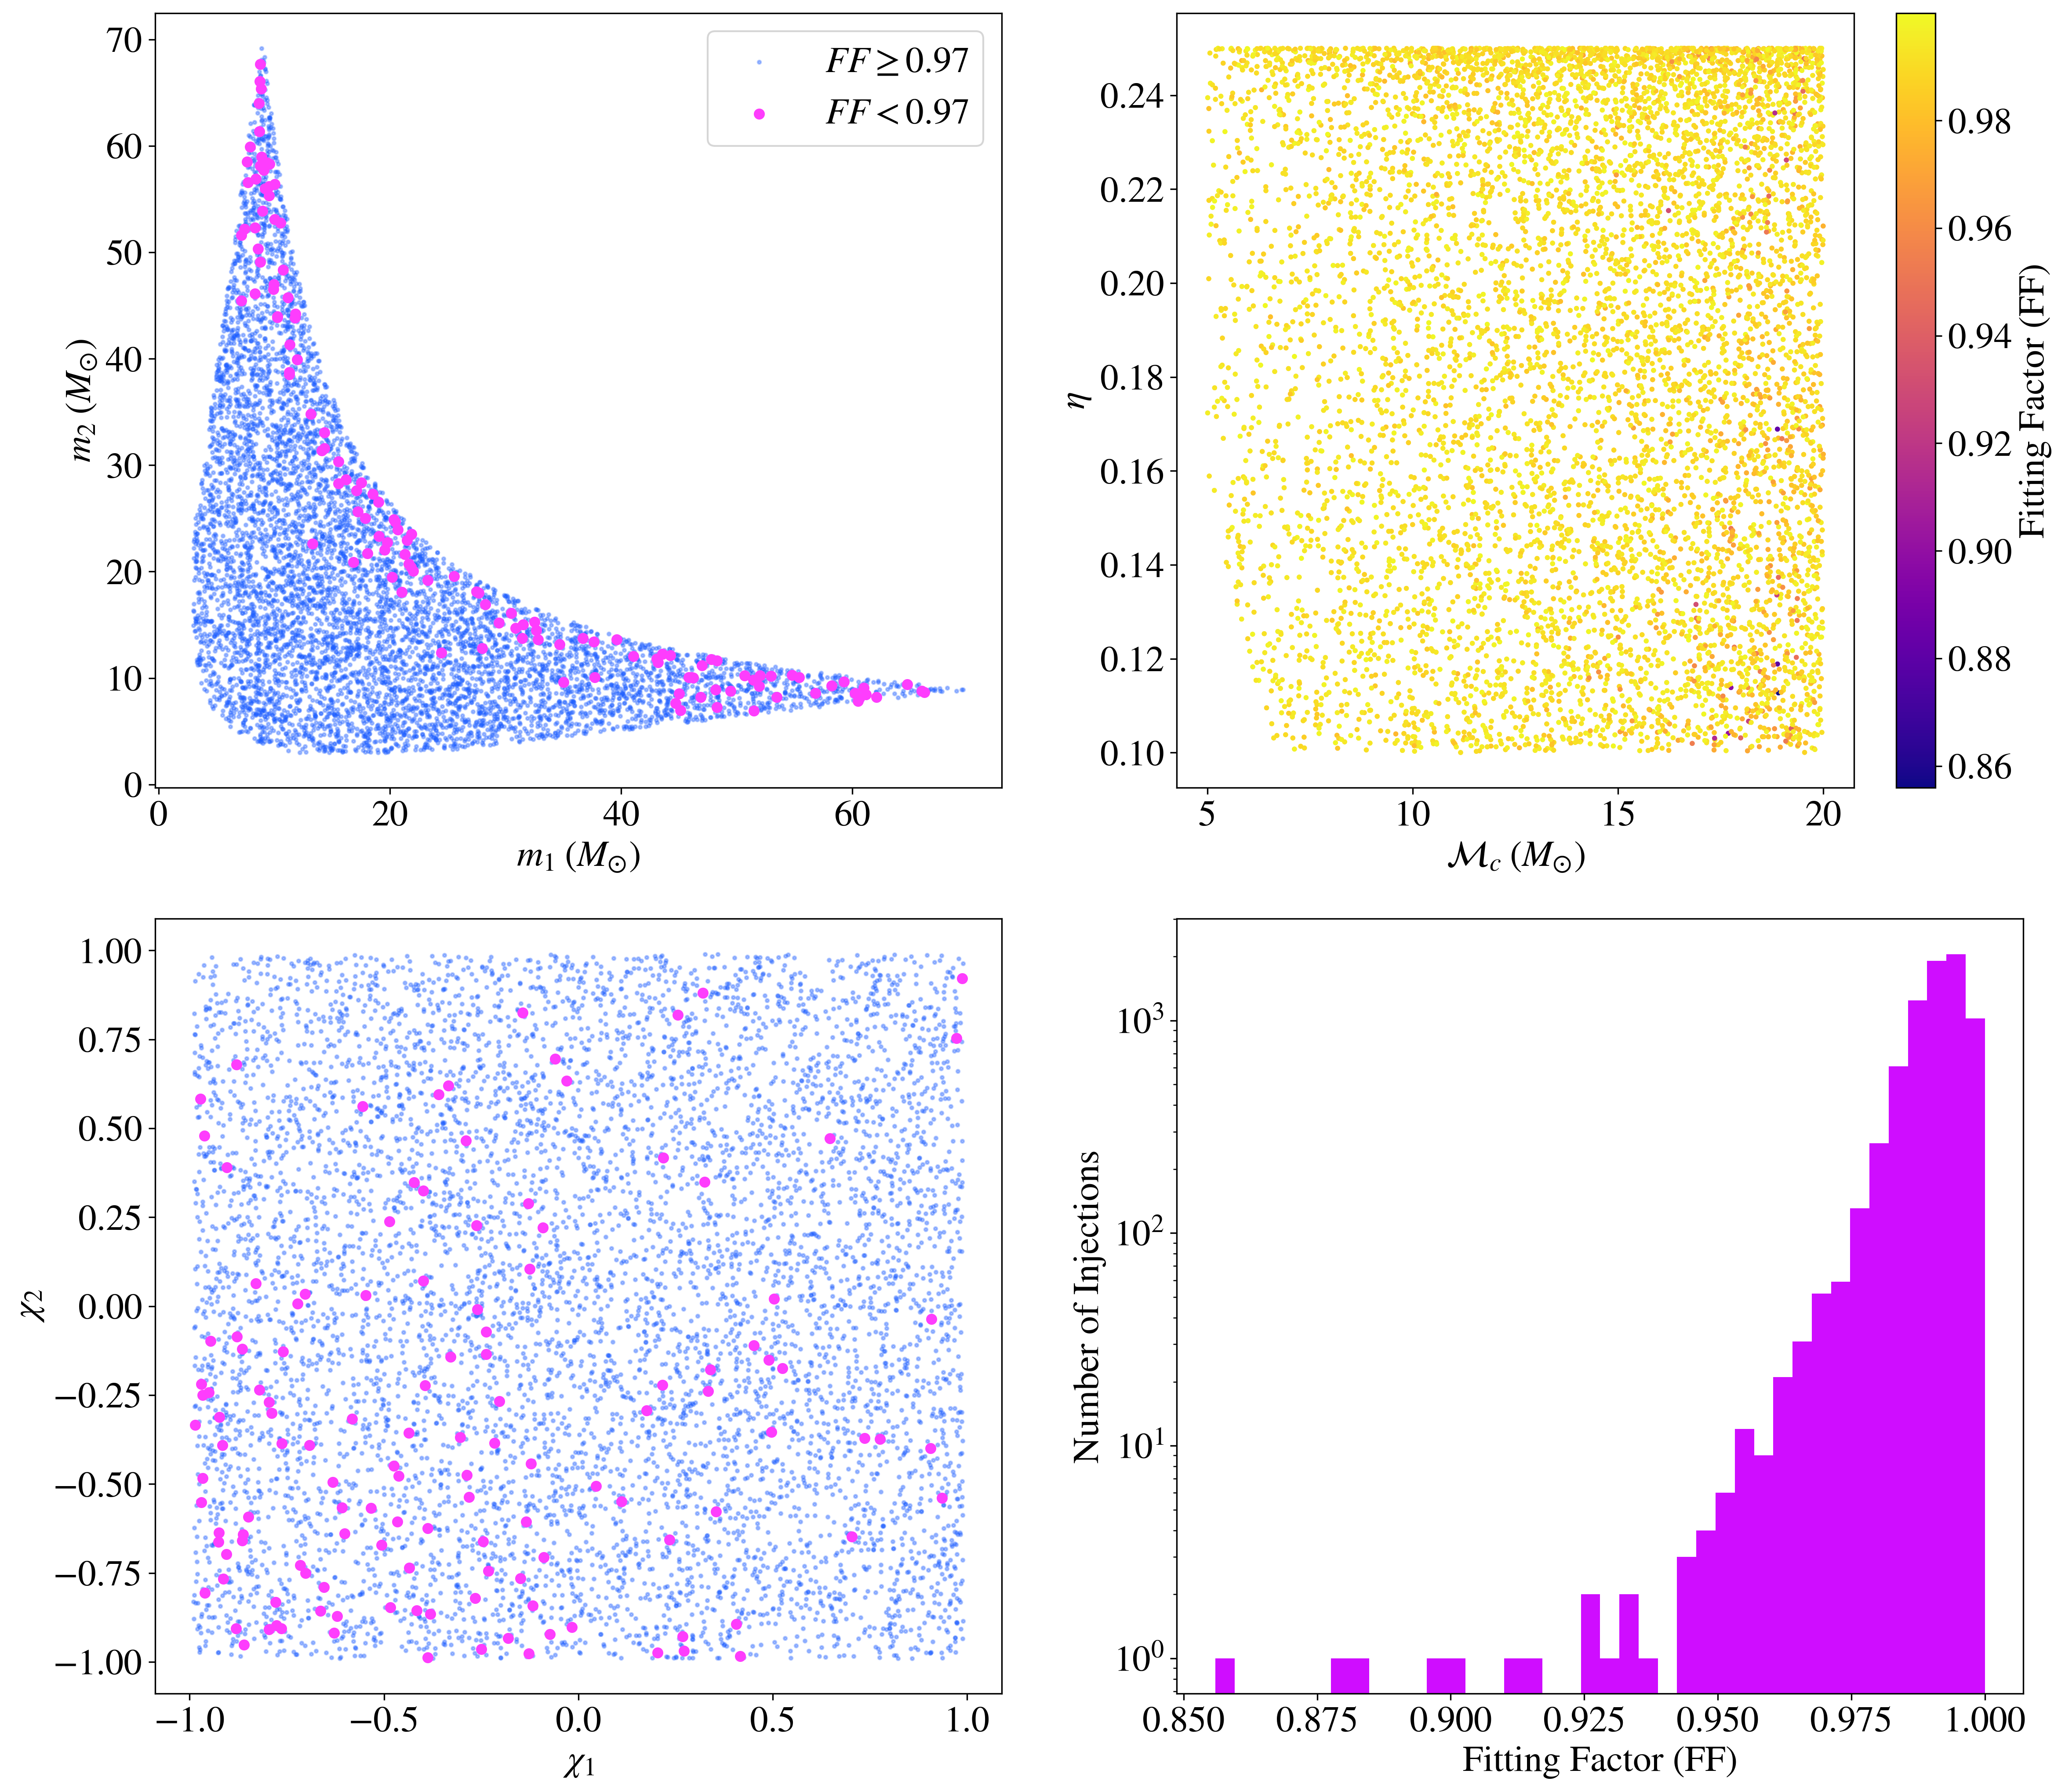 70
60
50
40
30
20
10
0
m₂ (M⊙)
0 20 40 60
m₁ (M⊙)
FF ≥ 0.97
FF < 0.97
0.24
0.22
0.20
0.18
0.16
0.14
0.12
0.10
η
5 10 15 20
ℳc (M⊙)
0.98
0.96
0.94
0.92
0.90
0.88
0.86
Fitting Factor (FF)
1.00
0.75
0.50
0.25
0.00
−0.25
−0.50
−0.75
−1.00
χ₂
−1.0 −0.5 0.0 0.5 1.0
χ₁
10³
10²
10¹
10⁰
Number of Injections
0.850 0.875 0.900 0.925 0.950 0.975 1.000
Fitting Factor (FF)